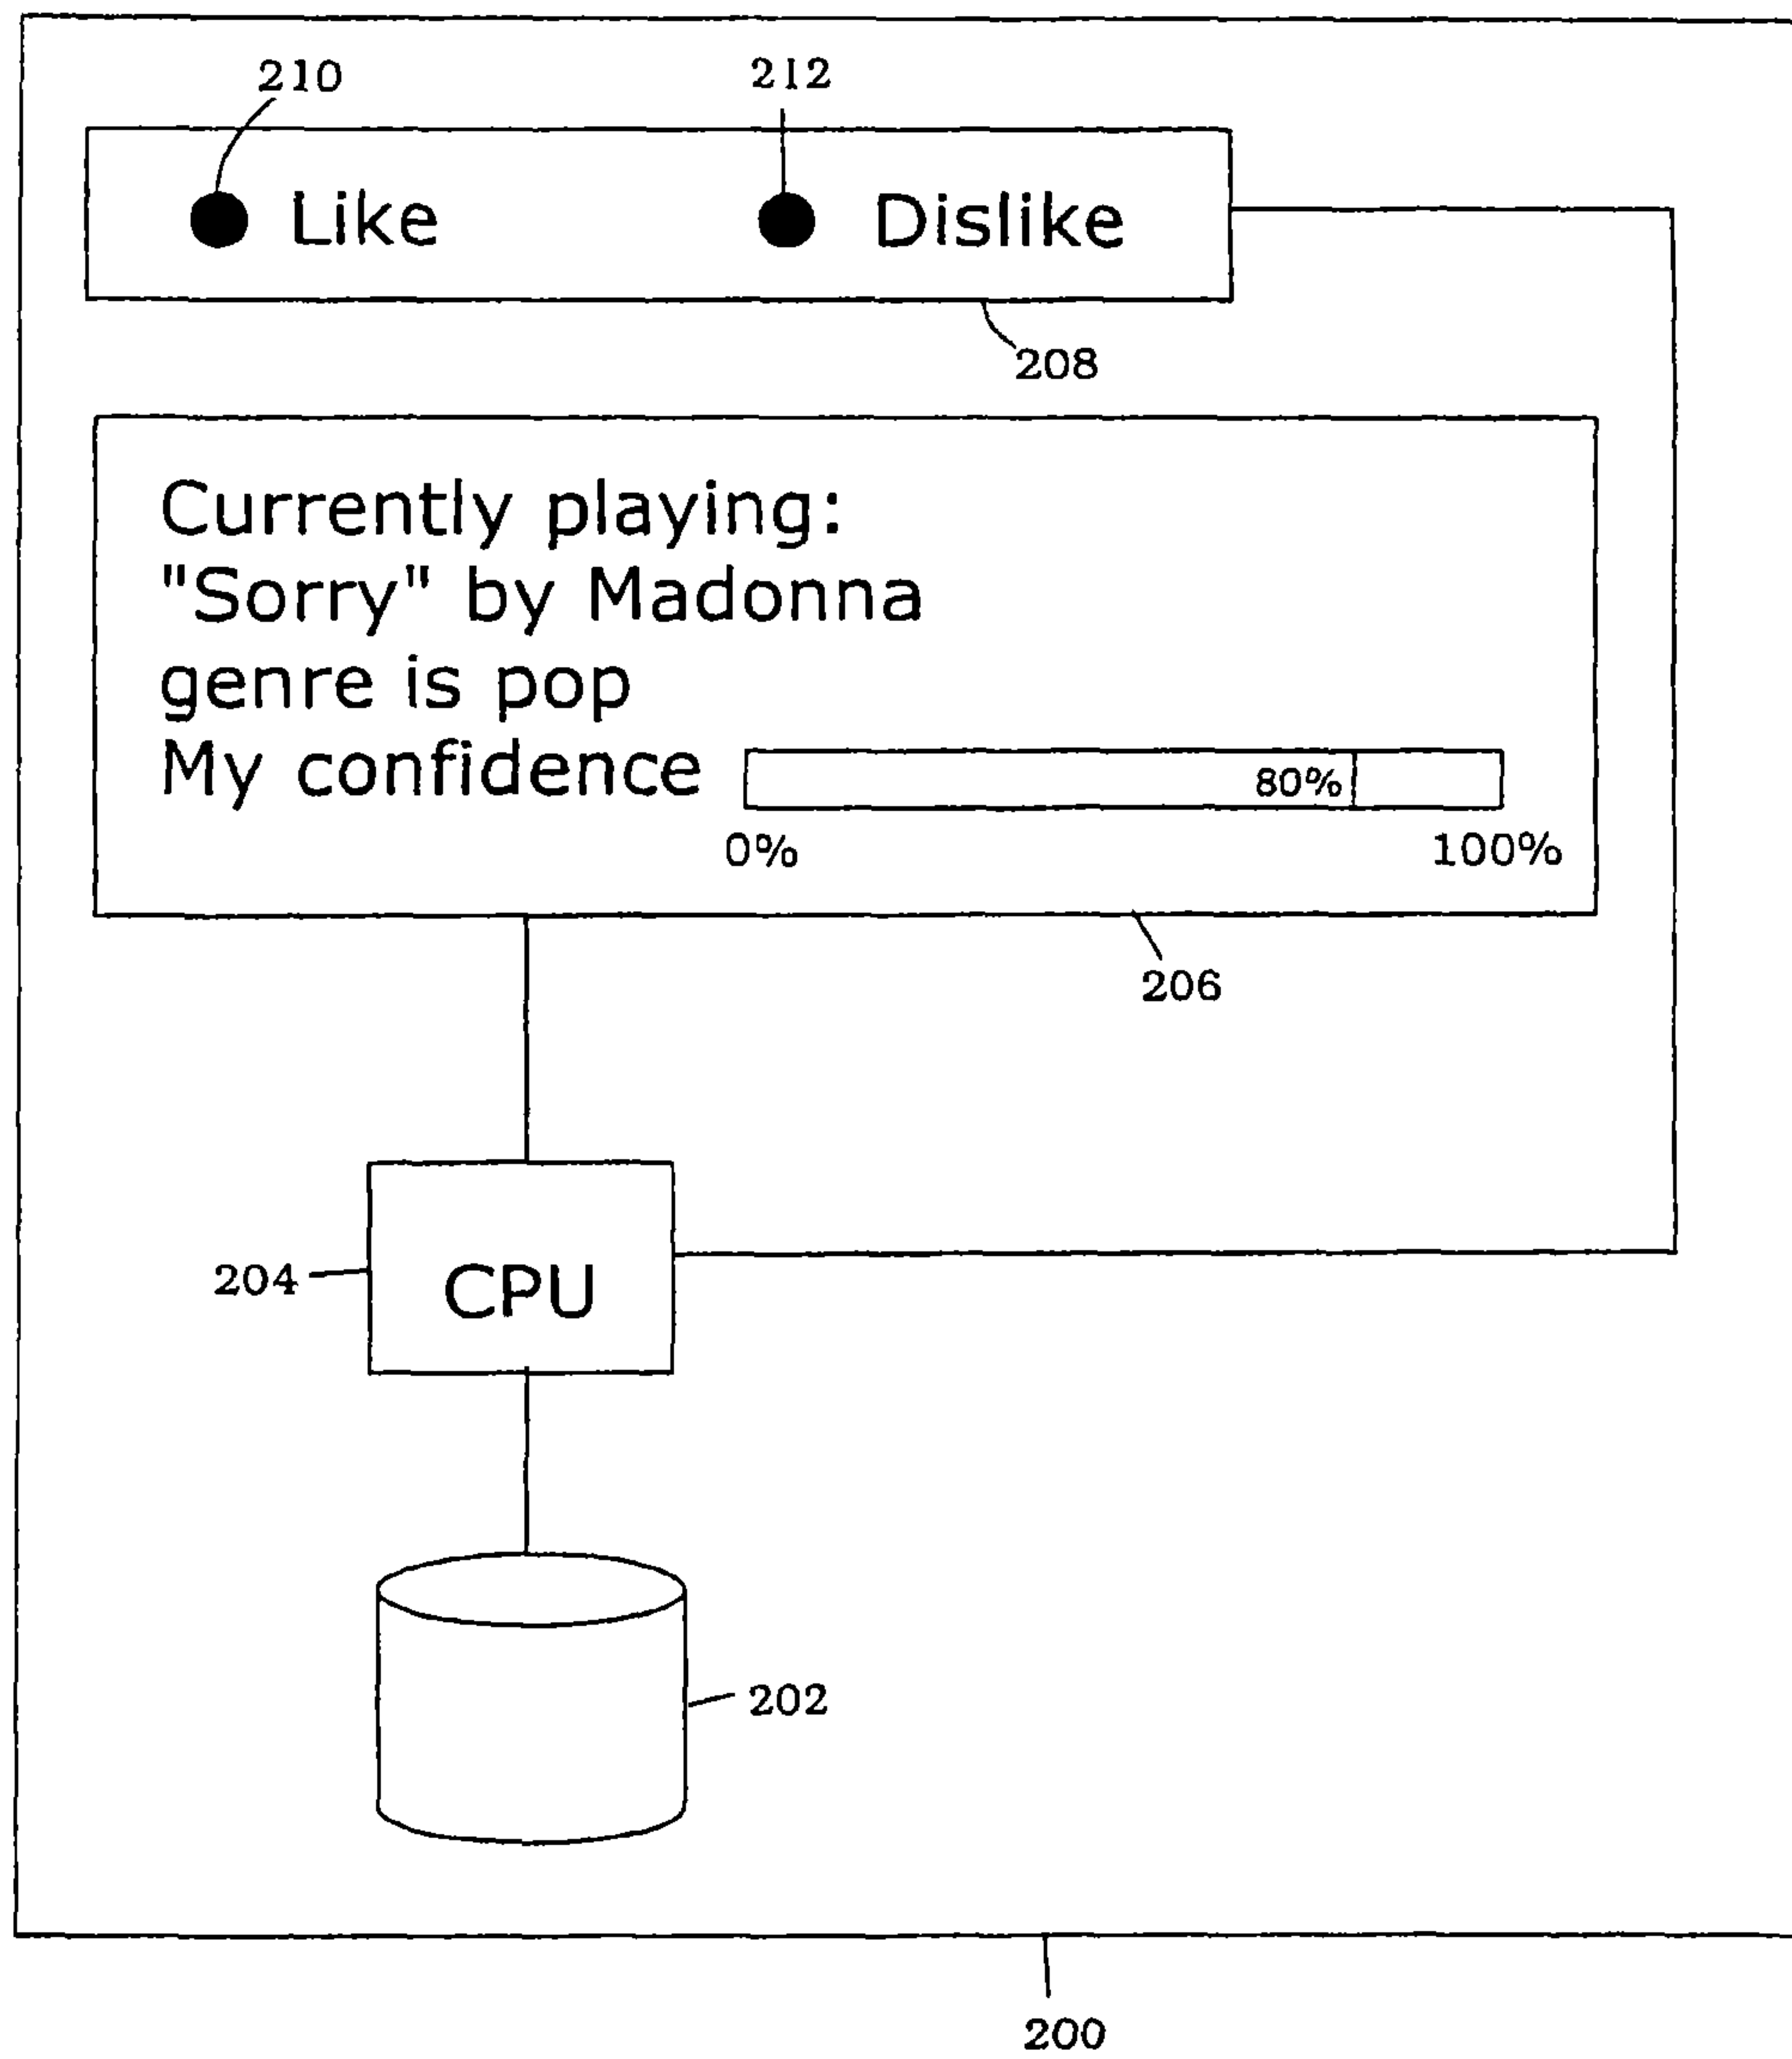 210 212
Like Dislike
208
Currently playing:
"Sorry" by Madonna
genre is pop
My confidence 80%
0% 100%
206
204 CPU
202
200